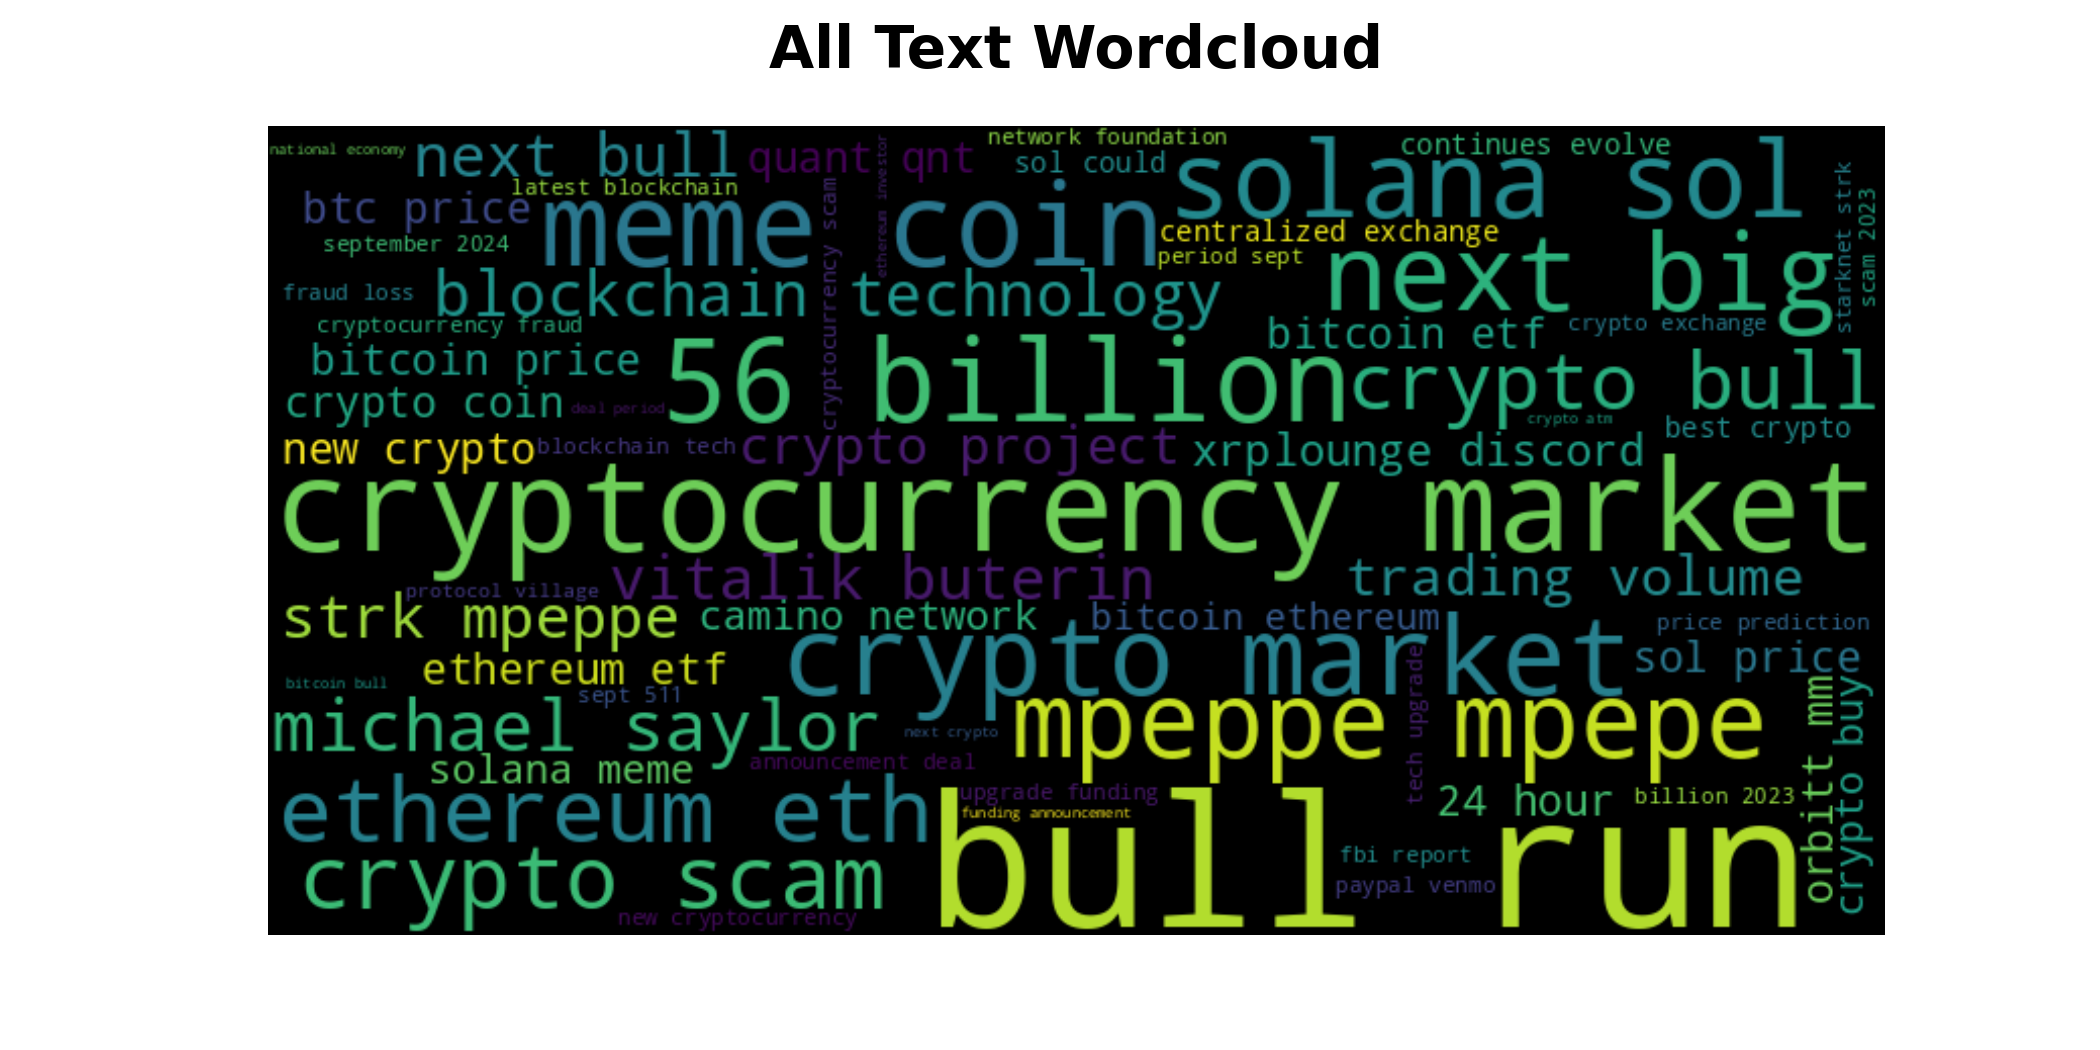 All Text Wordcloud
national economy
next bull
quant qnt
network foundation
continues evolve
sol could
solana sol
latest blockchain
btc price
meme coin
cryptocurrency scam
ethereum investor
september 2024
centralized exchange
period sept
next big
starknet strk
scam 2023
fraud loss
blockchain technology
cryptocurrency fraud
bitcoin etf
crypto exchange
bitcoin price
56 billion
crypto bull
crypto coin
deal period
crypto atm
best crypto
new crypto
blockchain tech
crypto project
xrplounge discord
cryptocurrency market
protocol village
vitalik buterin
trading volume
strk mpeppe
camino network
bitcoin ethereum
price prediction
ethereum etf
crypto market
sol price
bitcoin bull
sept 511
michael saylor
next crypto
mpeppe mpepe
tech upgrade
orbitt mm
crypto buy
solana meme
announcement deal
ethereum eth
upgrade funding
funding announcement
24 hour
billion 2023
bull run
crypto scam
fbi report
paypal venmo
new cryptocurrency